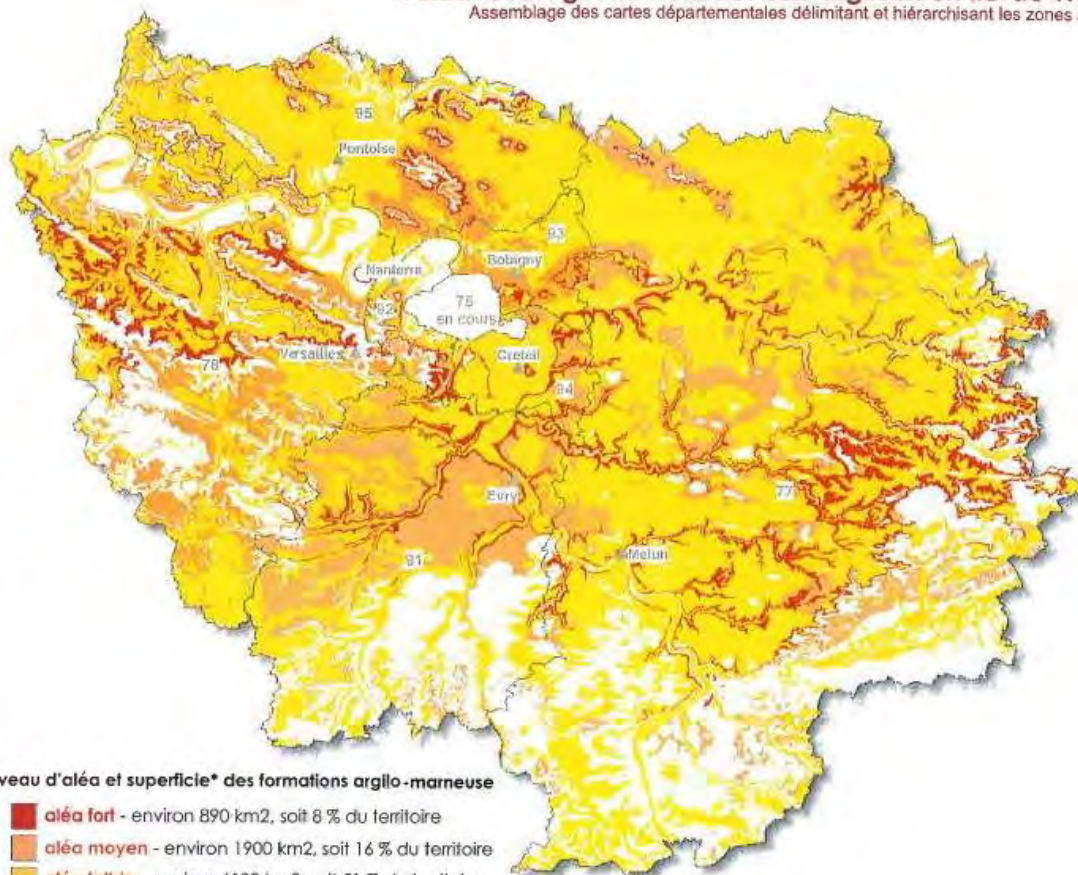 Assemblage des cartes départementales délimitant et hiérarchisant les zones
95
Pontoise
93
Nanterre
Bobigny
92
75
en cours
Versailles
Créteil
78
94
Evry
77
91
Melun
veau d'aléa et superficie* des formations argilo-marneuse
aléa fort - environ 890 km2, soit 8 % du territoire
aléa moyen - environ 1900 km2, soit 16 % du territoire